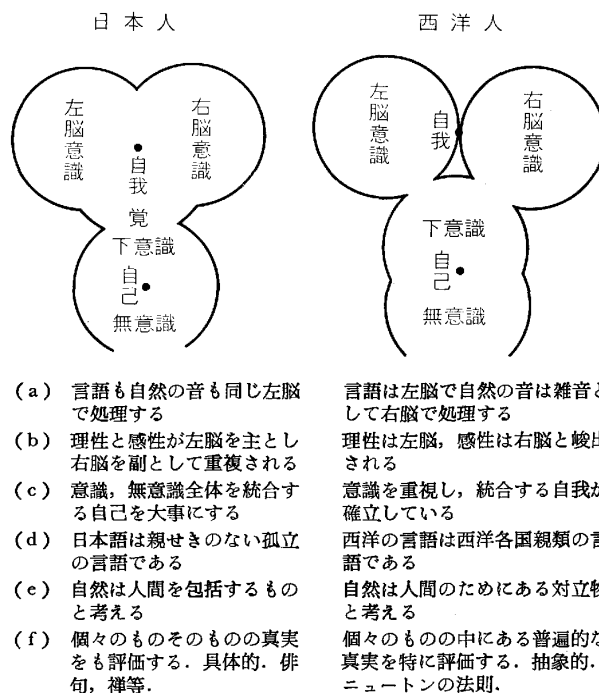 日本人
左脳意識
右脳意識
自我
覚
下意識
自己
無意識
西洋人
左脳意識
自我
右脳意識
下意識
自己
無意識
(a) 言語も自然の音も同じ左脳
で処理する
(b) 理性と感性が左脳を主とし
右脳を副として重複される
(c) 意識,無意識全体を統合す
る自己を大事にする
(d) 日本語は親せきのない孤立
の言語である
(e) 自然は人間を包括するもの
と考える
(f) 個々のものそのものの真実
をも評価する.具体的.俳
句,禅等.
言語は左脳で自然の音は雑音と
して右脳で処理する
理性は左脳,感性は右脳と峻
される
意識を重視し,統合する自我が
確立している
西洋の言語は西洋各国親類の言
語である
自然は人間のためにある対立物
と考える
個々のものの中にある普遍的な
真実を特に評価する.抽象的.
ニュートンの法則.